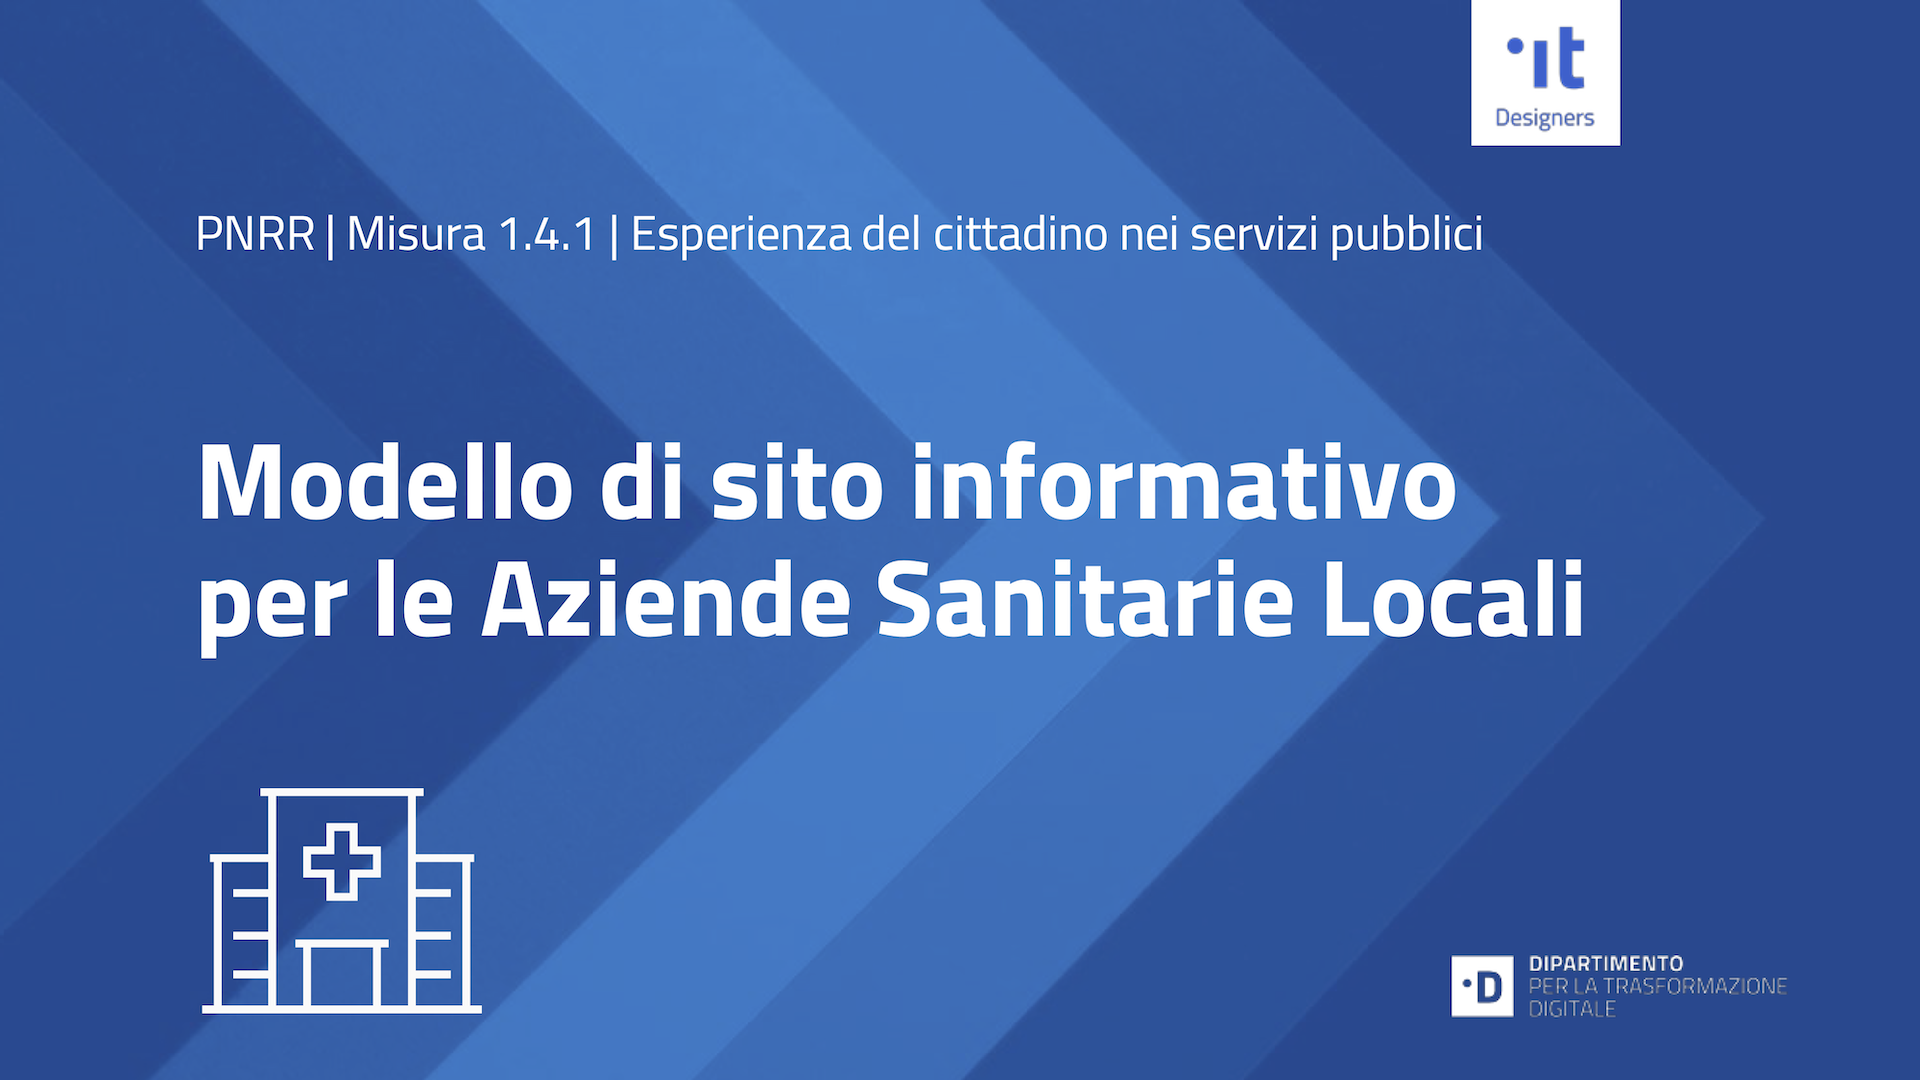 it
Designers
PNRR | Misura 1.4.1 | Esperienza del cittadino nei servizi pubblici
Modello di sito informativo
per le Aziende Sanitarie Locali
D
DIPARTIMENTO
PER LA TRASFORMAZIONE
DIGITALE